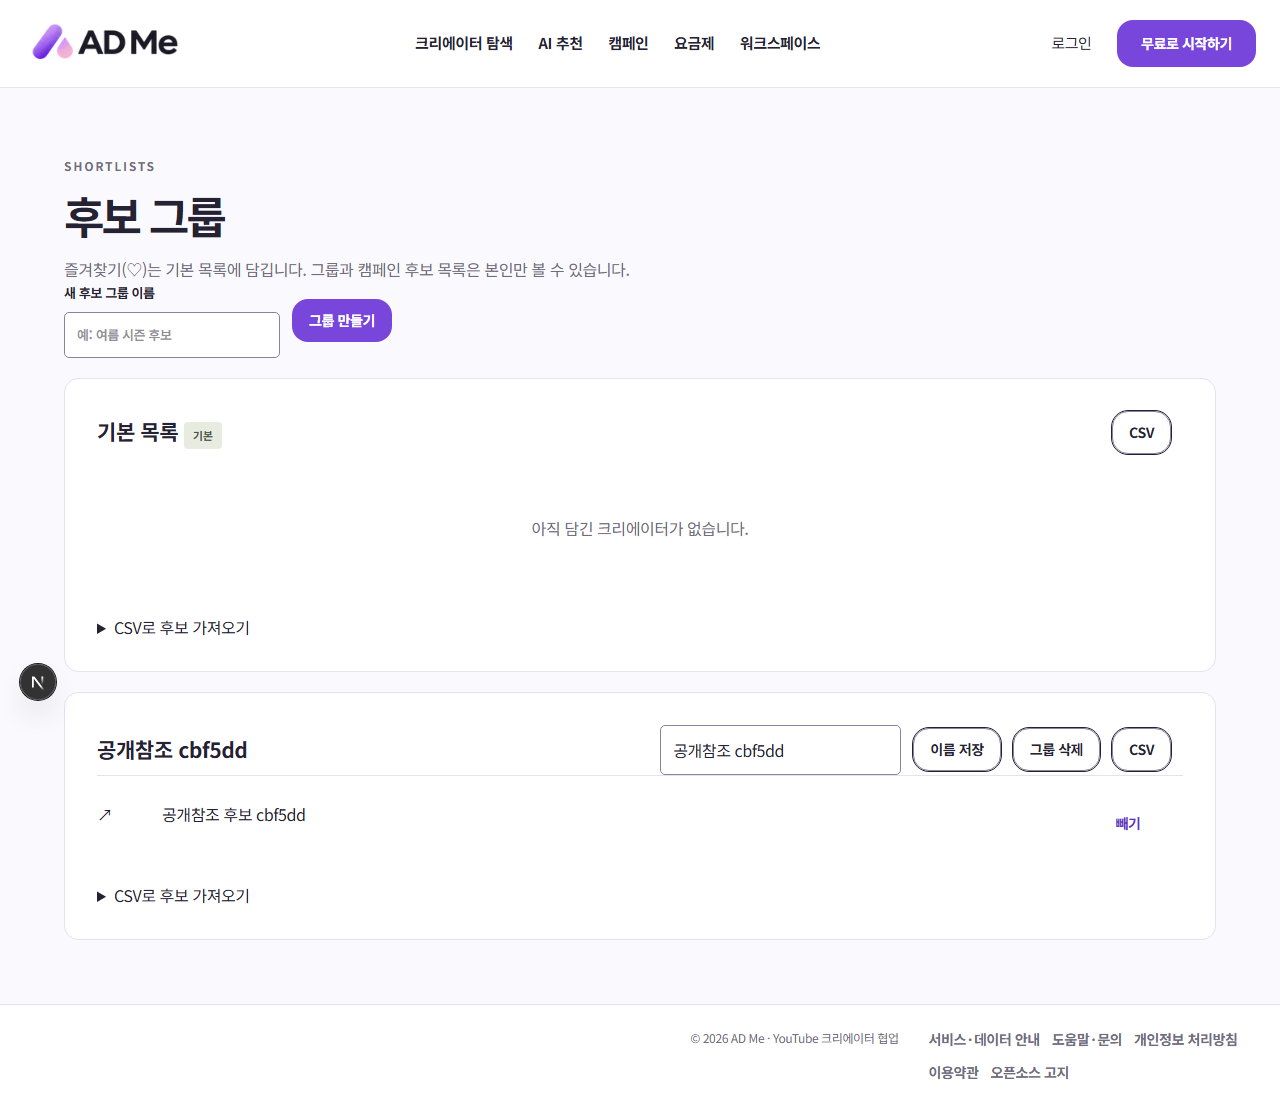 AD Me
크리에이터 탐색 AI 추천 캠페인 요금제 워크스페이스
로그인 무료로 시작하기
SHORTLISTS
후보 그룹
즐겨찾기(♡)는 기본 목록에 담깁니다. 그룹과 캠페인 후보 목록은 본인만 볼 수 있습니다.
새 후보 그룹 이름
예: 여름 시즌 후보 그룹 만들기
기본 목록 기본 CSV
아직 담긴 크리에이터가 없습니다.
▶ CSV로 후보 가져오기
N
공개참조 cbf5dd 공개참조 cbf5dd 이름 저장 그룹 삭제 CSV
↗ 공개참조 후보 cbf5dd 빼기
▶ CSV로 후보 가져오기
© 2026 AD Me · YouTube 크리에이터 협업 서비스·데이터 안내 도움말·문의 개인정보 처리방침
이용약관 오픈소스 고지